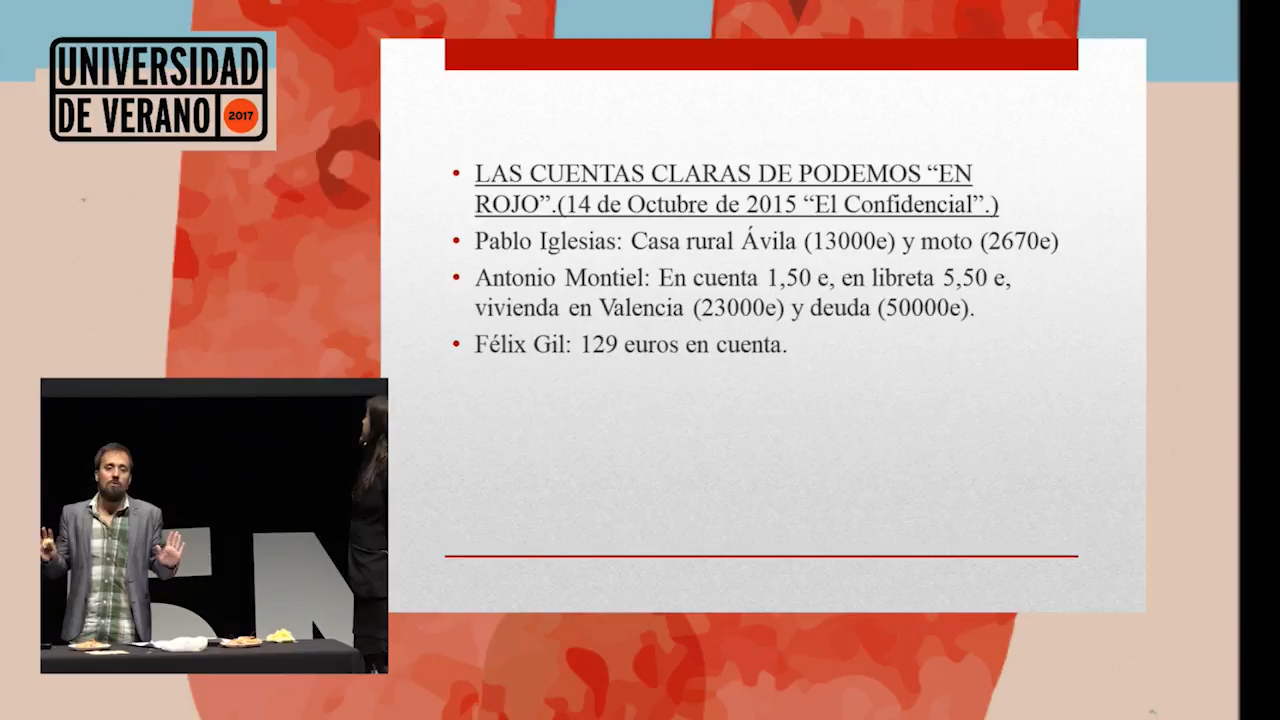 UNIVERSIDAD
DE VERANO 2017
• LAS CUENTAS CLARAS DE PODEMOS “EN
ROJO”.(14 de Octubre de 2015 “El Confidencial”.)
• Pablo Iglesias: Casa rural Ávila (13000e) y moto (2670e)
• Antonio Montiel: En cuenta 1,50 e, en libreta 5,50 e,
vivienda en Valencia (23000e) y deuda (50000e).
• Félix Gil: 129 euros en cuenta.